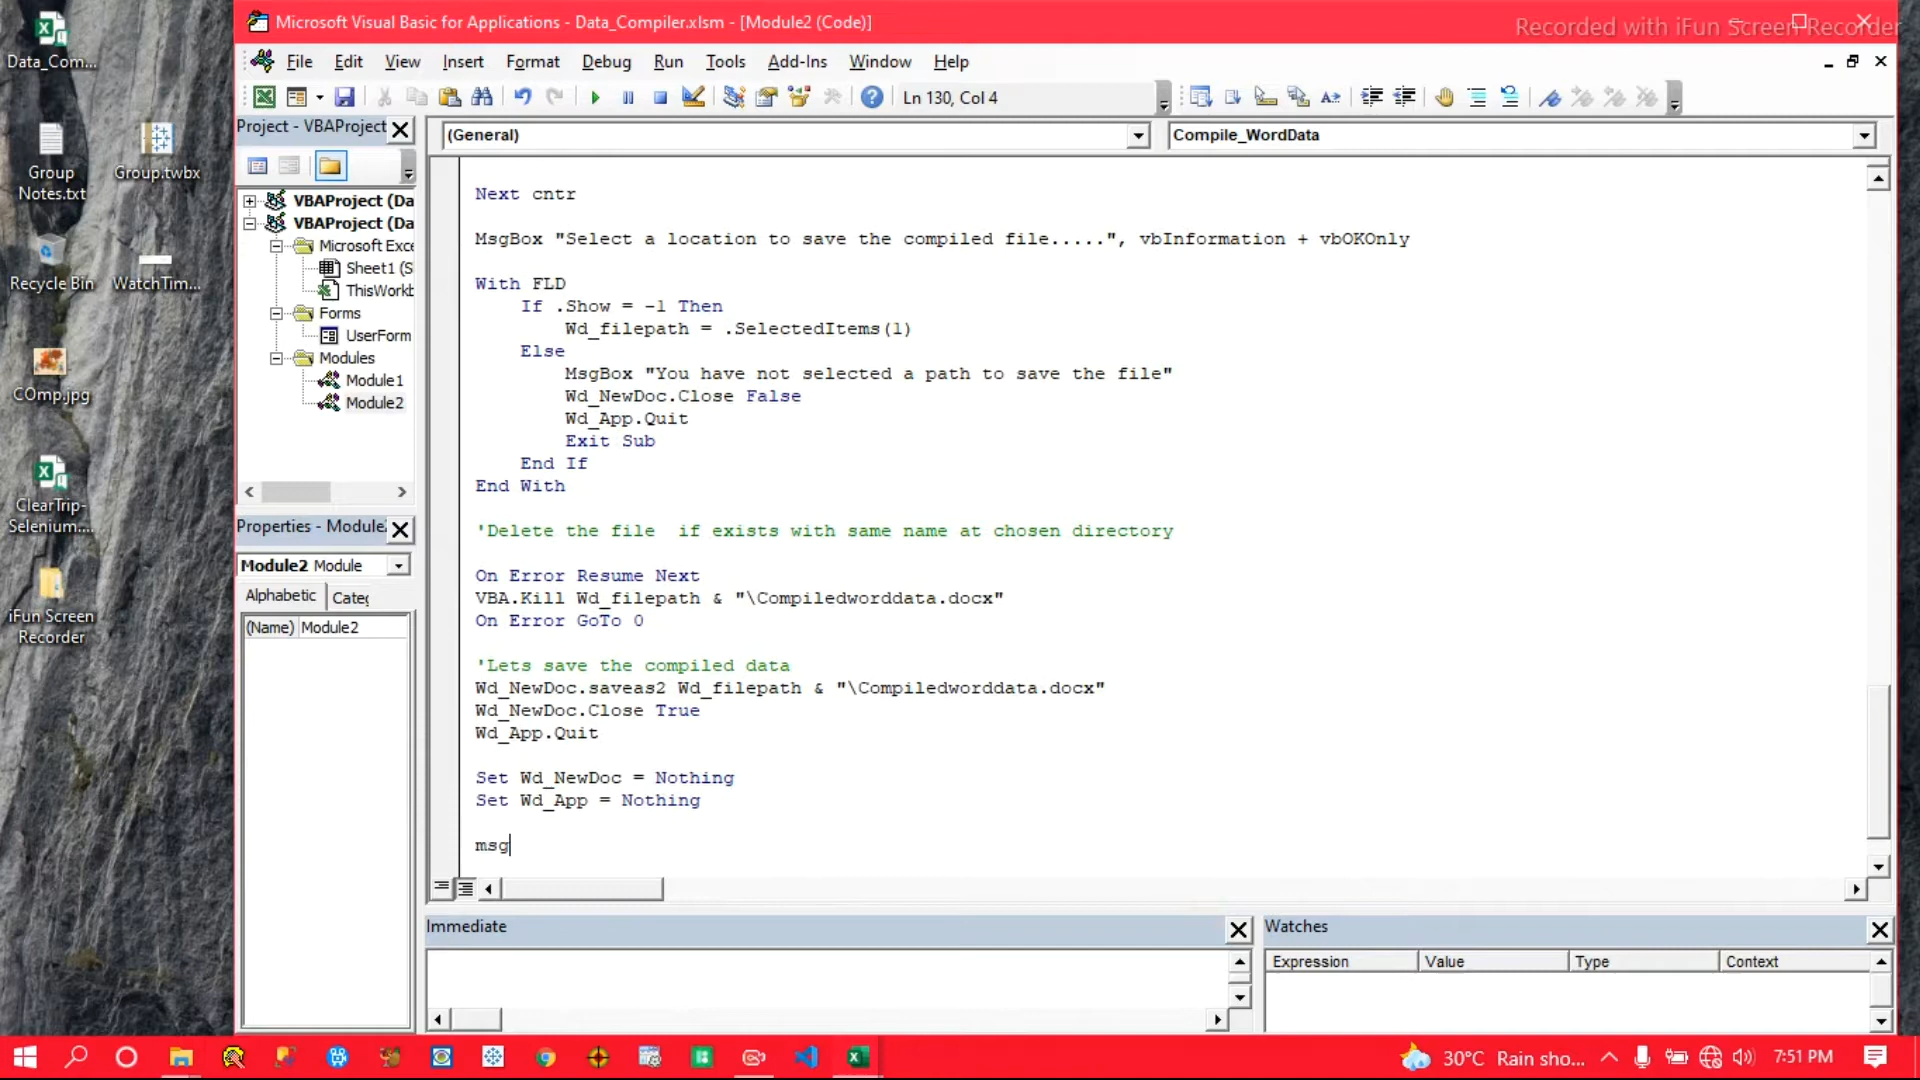 Microsoft Visual Basic for Applications - Data_Compiler.xlsm - [Module2 (Code)]
Recorded with iFun Screen Recorder
File Edit View Insert Format Debug Run Tools Add-Ins Window Help
Ln 130, Col 4
Project - VBAProject
(General)
Compile_WordData
VBAProject (Da
VBAProject (Da
Microsoft Exce
Sheet1 (S
ThisWorkb
Forms
UserForm
Modules
Module1
Module2
Properties - Module2
Module2 Module
Alphabetic
Categ
(Name) Module2
Next cntr
MsgBox "Select a location to save the compiled file.....", vbInformation + vbOKOnly
With FLD
If .Show = -1 Then
Wd_filepath = .SelectedItems(1)
Else
MsgBox "You have not selected a path to save the file"
Wd_NewDoc.Close False
Wd_App.Quit
Exit Sub
End If
End With
'Delete the file  if exists with same name at chosen directory
On Error Resume Next
VBA.Kill Wd_filepath & "\Compiledworddata.docx"
On Error GoTo 0
'Lets save the compiled data
Wd_NewDoc.saveas2 Wd_filepath & "\Compiledworddata.docx"
Wd_NewDoc.Close True
Wd_App.Quit
Set Wd_NewDoc = Nothing
Set Wd_App = Nothing
msg
Immediate
Watches
Expression Value Type Context
Data_Com...
Group
Notes.txt
Group.twbx
Recycle Bin
WatchTim...
COmp.jpg
ClearTrip-
Selenium....
iFun Screen
Recorder
30°C Rain sho...
7:51 PM